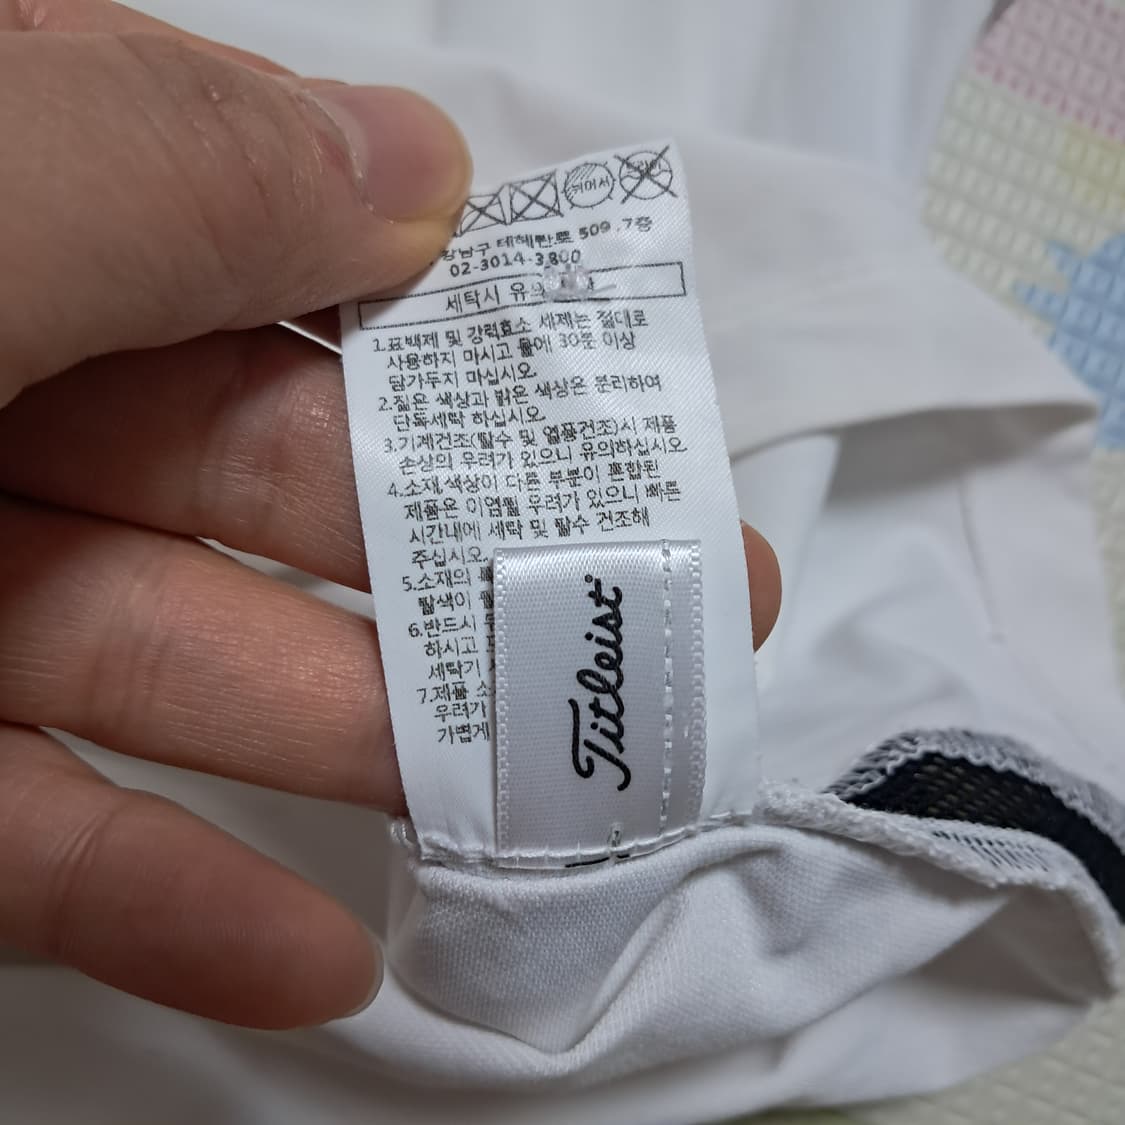 뉘어서
드라이
강남구 테헤란로 509.7층
02-3014-3800
세탁시 유의
1.표백제 및 강력효소 세제는 절대로
사용하지 마시고 물에 30분 이상
담가두지 마십시오.
2.짙은 색상과 밝은 색상은 분리하여
단독세탁 하십시오.
3.기계건조(탈수 및 열풍건조)시 제품
손상의 우려가 있으니 유의하십시오
4.소재,색상이 다른 부분이 혼합된
제품은 이염될 우려가 있으니 빠른
시간내에 세탁 및 탈수 건조해
주십시오.
5.소재의
탈색이
6.반드시
하시고
세탁기
7.제품
우려가
가볍게
Titleist